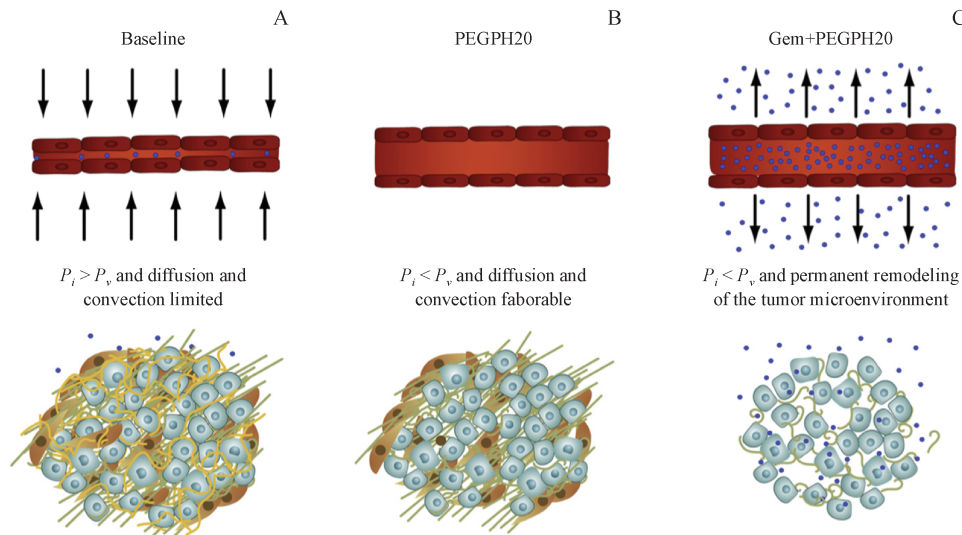 A
Baseline
B
PEGPH20
C
Gem+PEGPH20
P_i > P_v and diffusion and
convection limited
P_i < P_v and diffusion and
convection faborable
P_i < P_v and permanent remodeling
of the tumor microenvironment